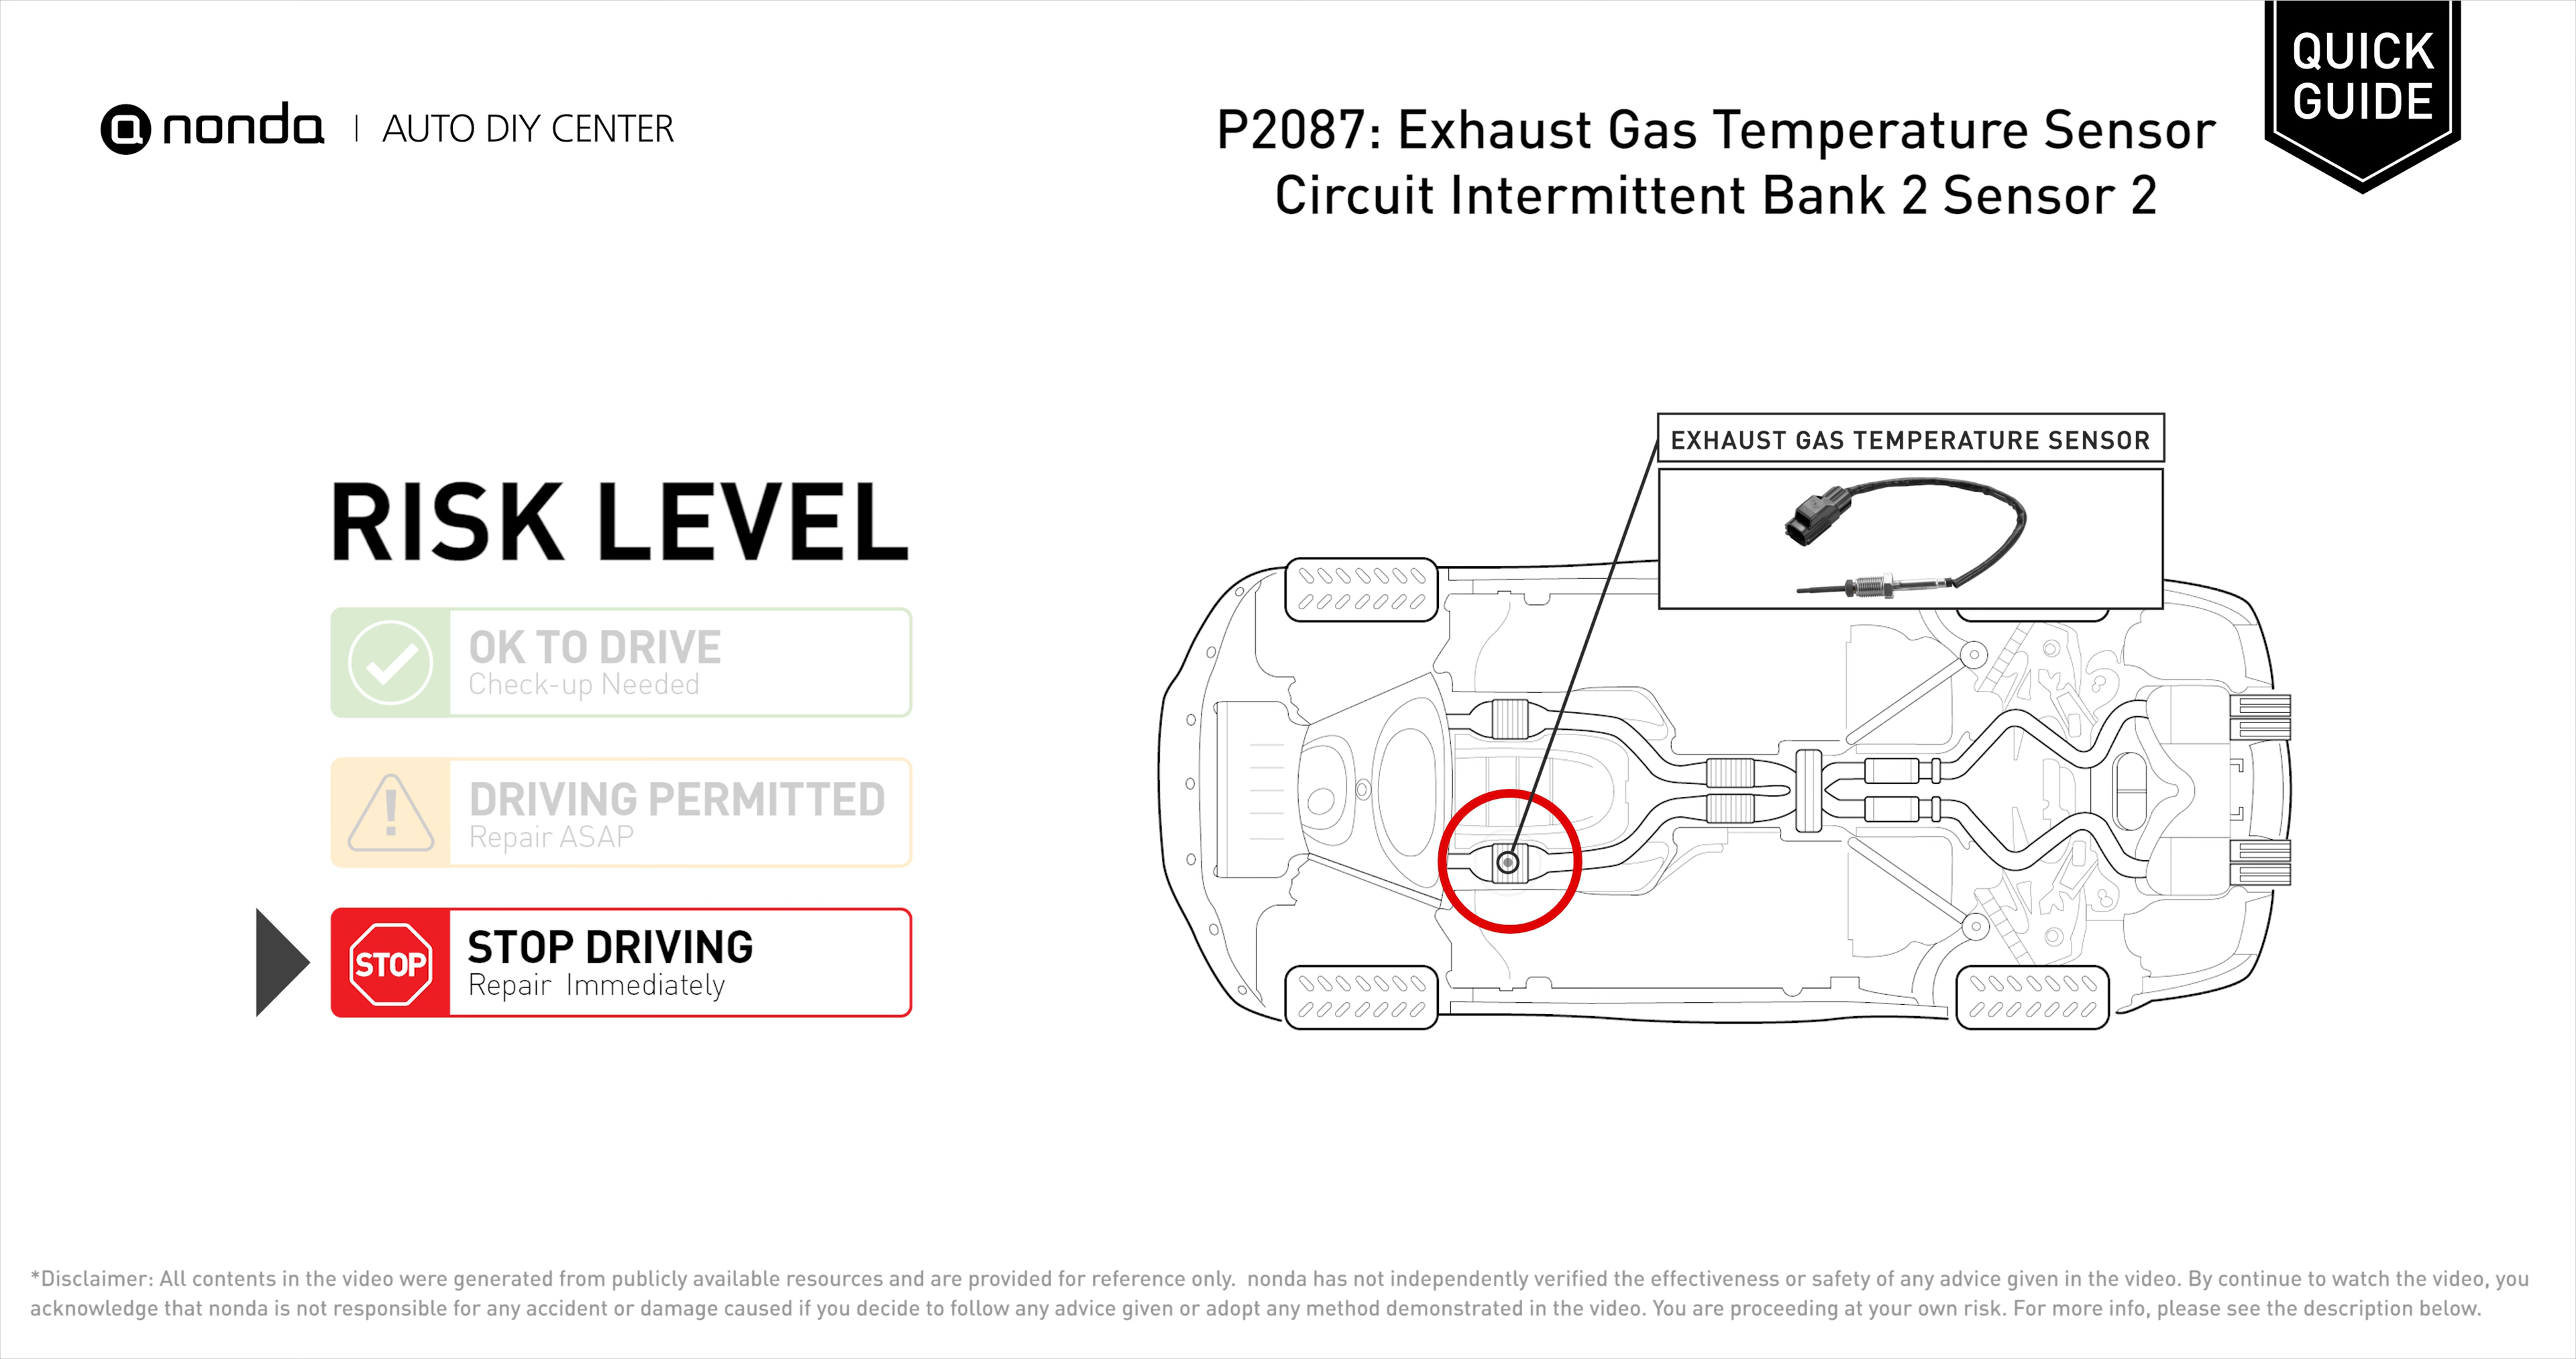 nonda | AUTO DIY CENTER
P2087: Exhaust Gas Temperature Sensor
Circuit Intermittent Bank 2 Sensor 2
QUICK
GUIDE
RISK LEVEL
OK TO DRIVE
Check-up Needed
DRIVING PERMITTED
Repair ASAP
STOP
STOP DRIVING
Repair Immediately
EXHAUST GAS TEMPERATURE SENSOR
*Disclaimer: All contents in the video were generated from publicly available resources and are provided for reference only. nonda has not independently verified the effectiveness or safety of any advice given in the video. By continue to watch the video, you
acknowledge that nonda is not responsible for any accident or damage caused if you decide to follow any advice given or adopt any method demonstrated in the video. You are proceeding at your own risk. For more info, please see the description below.